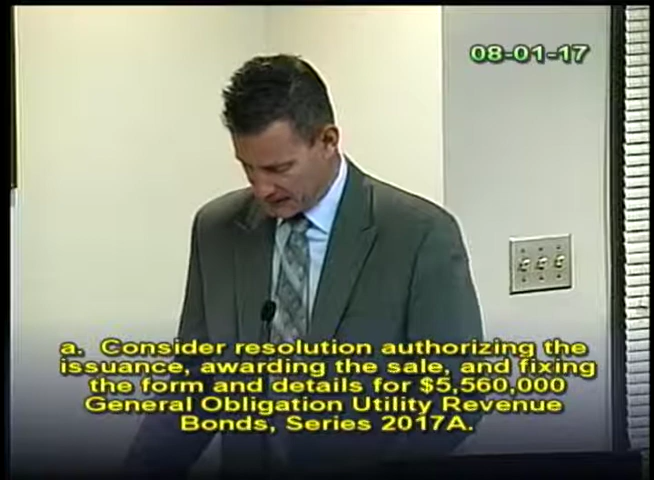 08-01-17
a. Consider resolution authorizing the
issuance, awarding the sale, and fixing
the form and details for $5,560,000
General Obligation Utility Revenue
Bonds, Series 2017A.